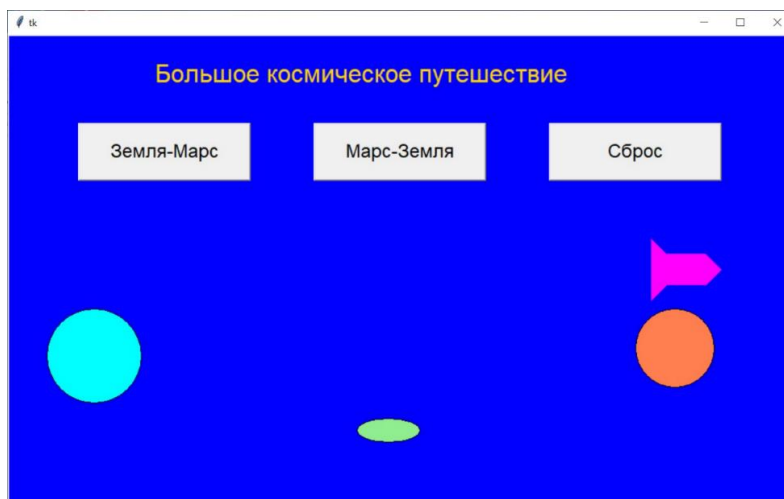 tk
Большое космическое путешествие
Земля-Марс
Марс-Земля
Сброс